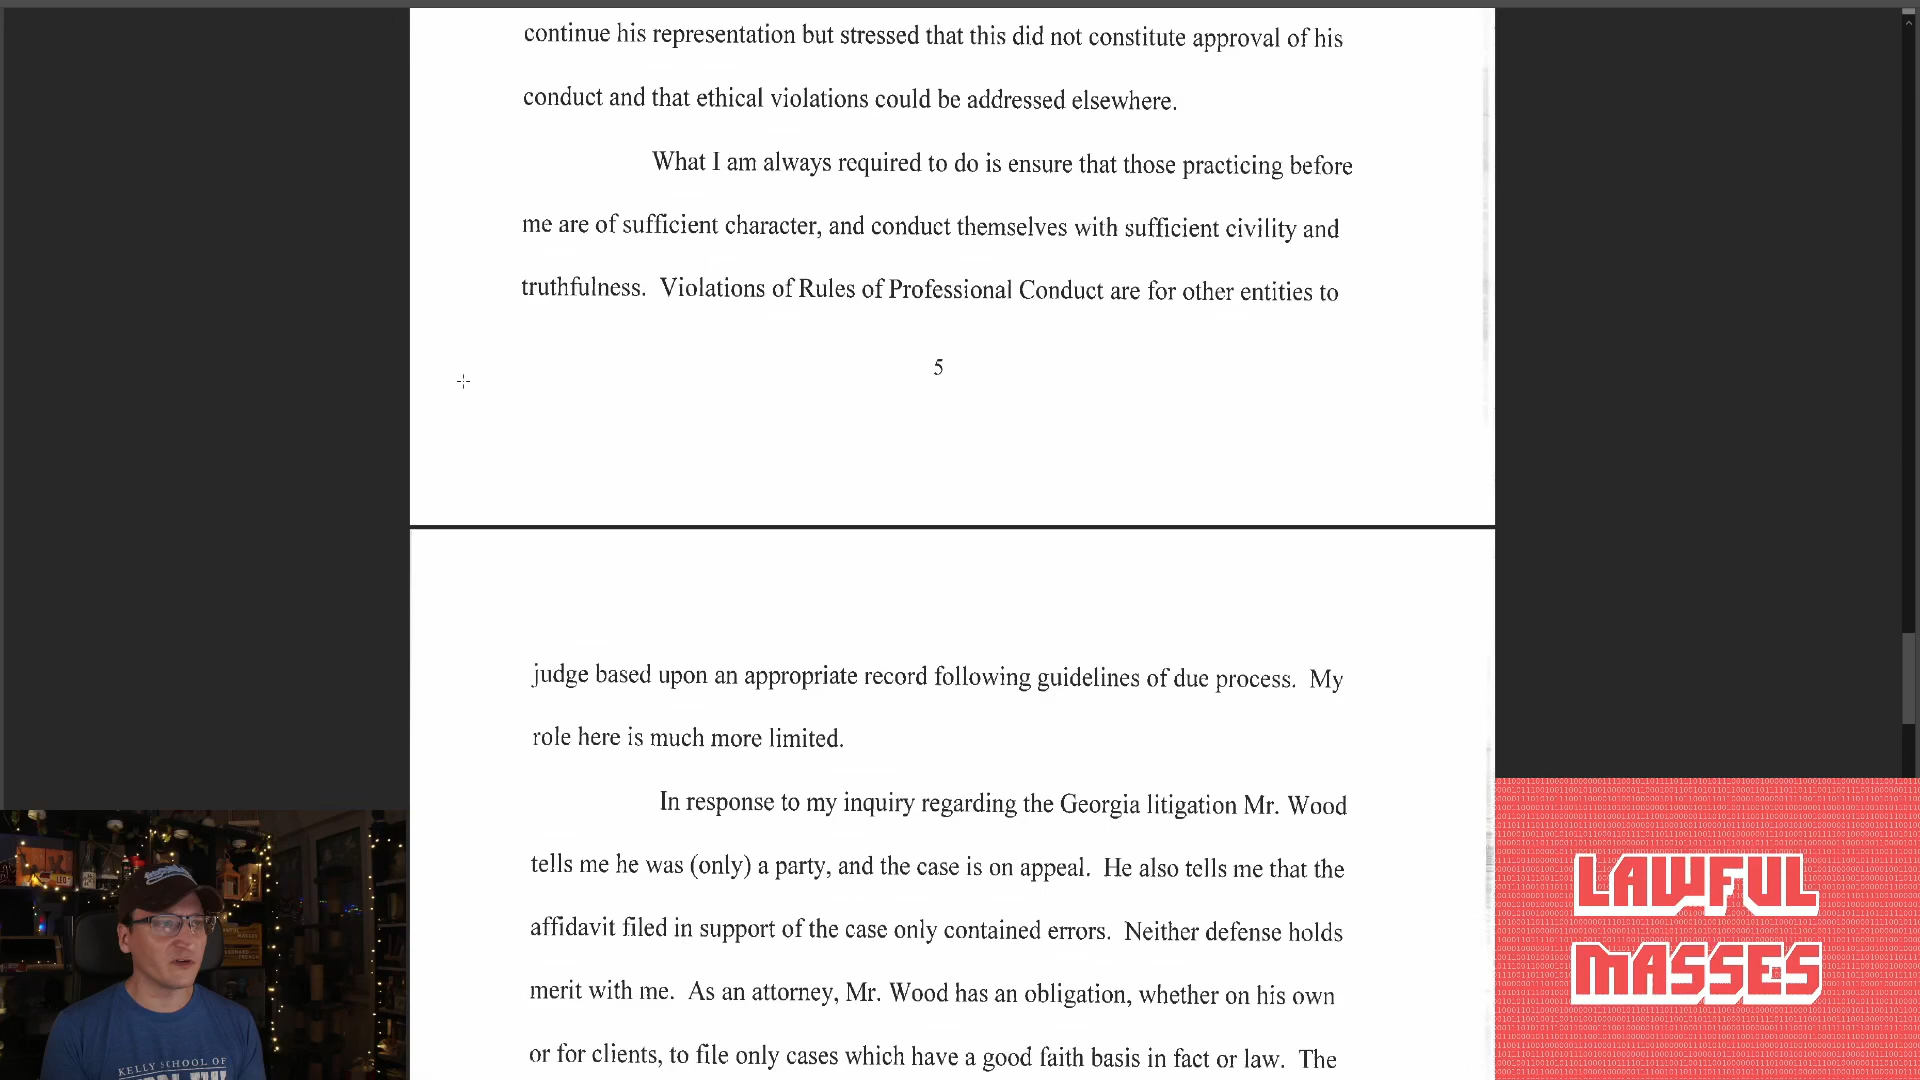 continue his representation but stressed that this did not constitute approval of his
conduct and that ethical violations could be addressed elsewhere.
What I am always required to do is ensure that those practicing before
me are of sufficient character, and conduct themselves with sufficient civility and
truthfulness.  Violations of Rules of Professional Conduct are for other entities to
5
judge based upon an appropriate record following guidelines of due process.  My
role here is much more limited.
In response to my inquiry regarding the Georgia litigation Mr. Wood
tells me he was (only) a party, and the case is on appeal.  He also tells me that the
affidavit filed in support of the case only contained errors.  Neither defense holds
merit with me.  As an attorney, Mr. Wood has an obligation, whether on his own
or for clients, to file only cases which have a good faith basis in fact or law.  The
KELLY SCHOOL OF
LAWFUL
MASSES